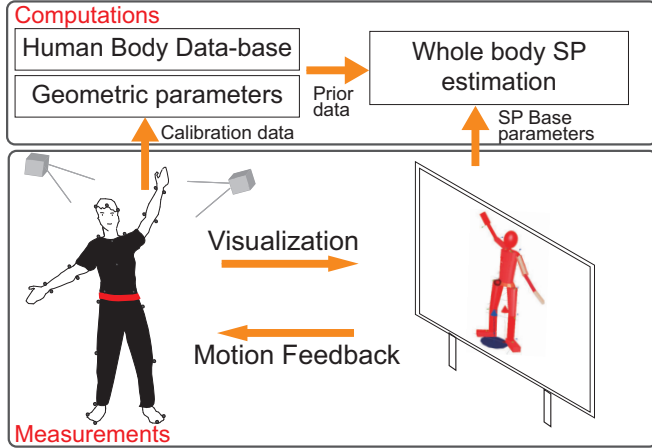 Computations
Human Body Data-base
Geometric parameters
Whole body SP
estimation
Prior
data
Calibration data
SP Base
parameters
Visualization
Motion Feedback
Measurements